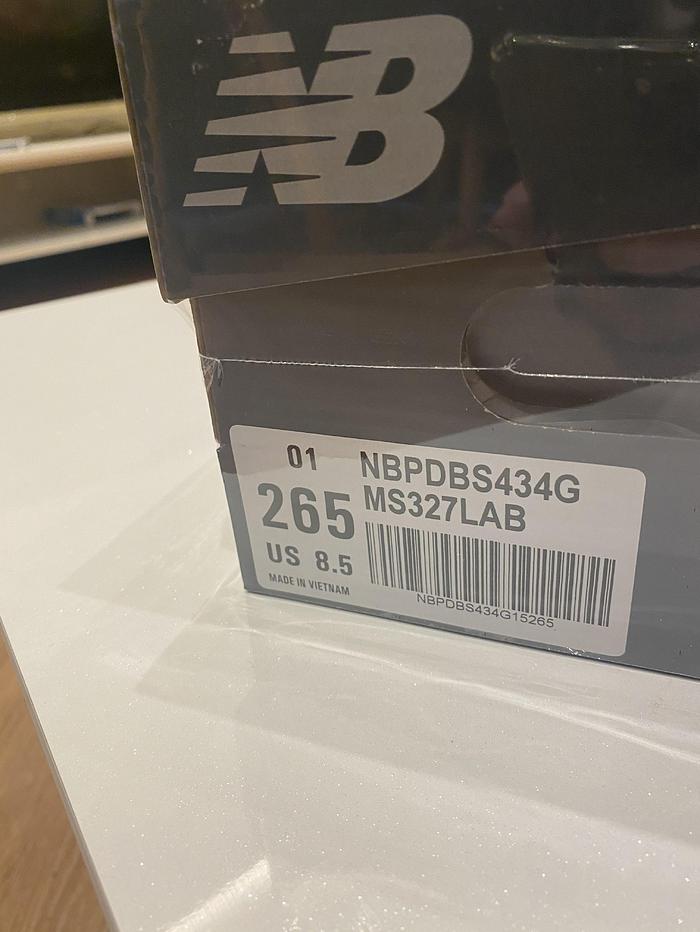 NB
01
265
US 8.5
MADE IN VIETNAM
NBPDBS434G
MS327LAB
NBPDBS434G15265